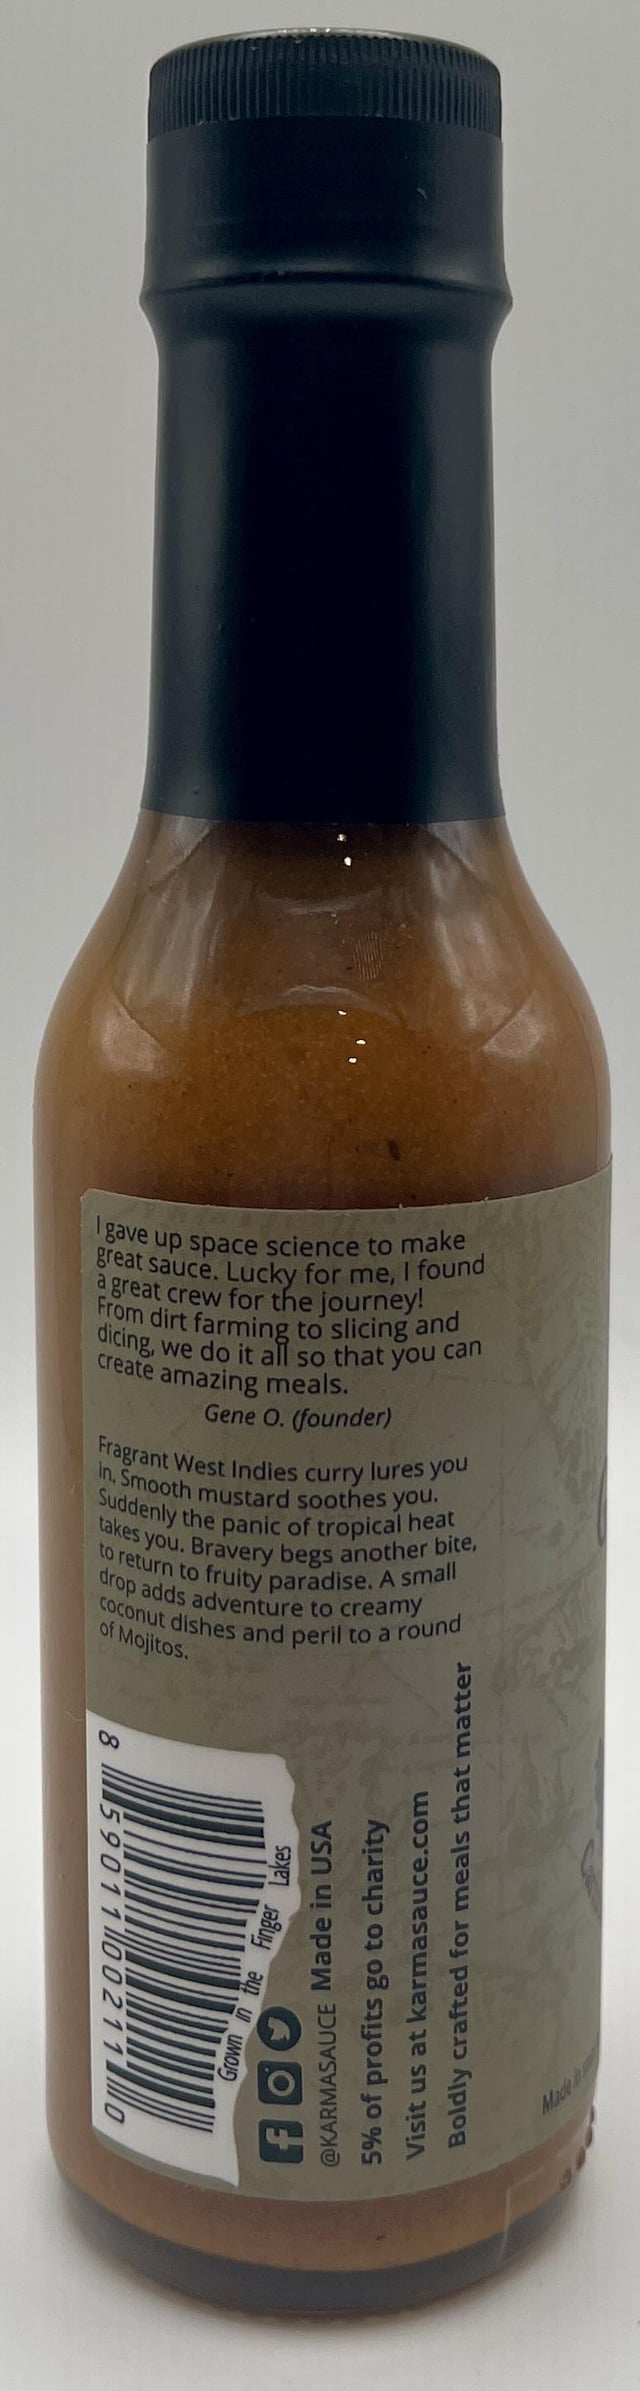 I gave up space science to make
great sauce. Lucky for me, I found
a great crew for the journey!
From dirt farming to slicing and
dicing, we do it all so that you can
create amazing meals.
Gene O. (founder)
Fragrant West Indies curry lures you
in. Smooth mustard soothes you.
Suddenly the panic of tropical heat
takes you. Bravery begs another bite,
to return to fruity paradise. A small
drop adds adventure to creamy
coconut dishes and peril to a round
of Mojitos.
8 59011 00211 0
Grown in the Finger Lakes
@KARMASAUCE Made in USA
5% of profits go to charity
Visit us at karmasauce.com
Boldly crafted for meals that matter
Made in